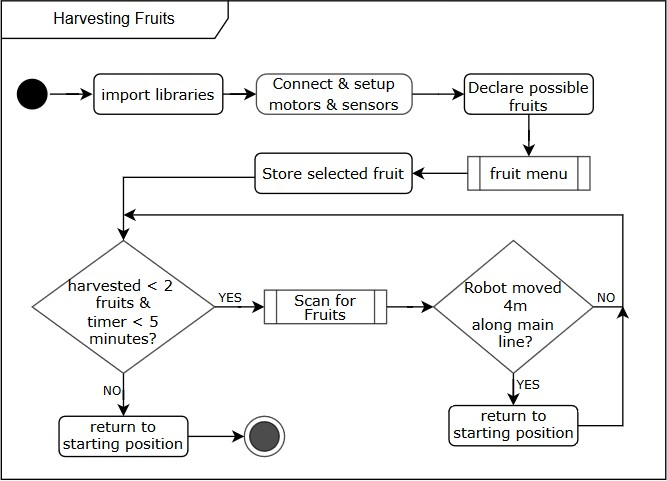 Harvesting Fruits
import libraries
Connect & setup
motors & sensors
Declare possible
fruits
fruit menu
Store selected fruit
harvested < 2
fruits &
timer < 5
minutes?
YES
Scan for
Fruits
Robot moved
4m
along main
line?
NO
NO
YES
return to
starting position
return to
starting position